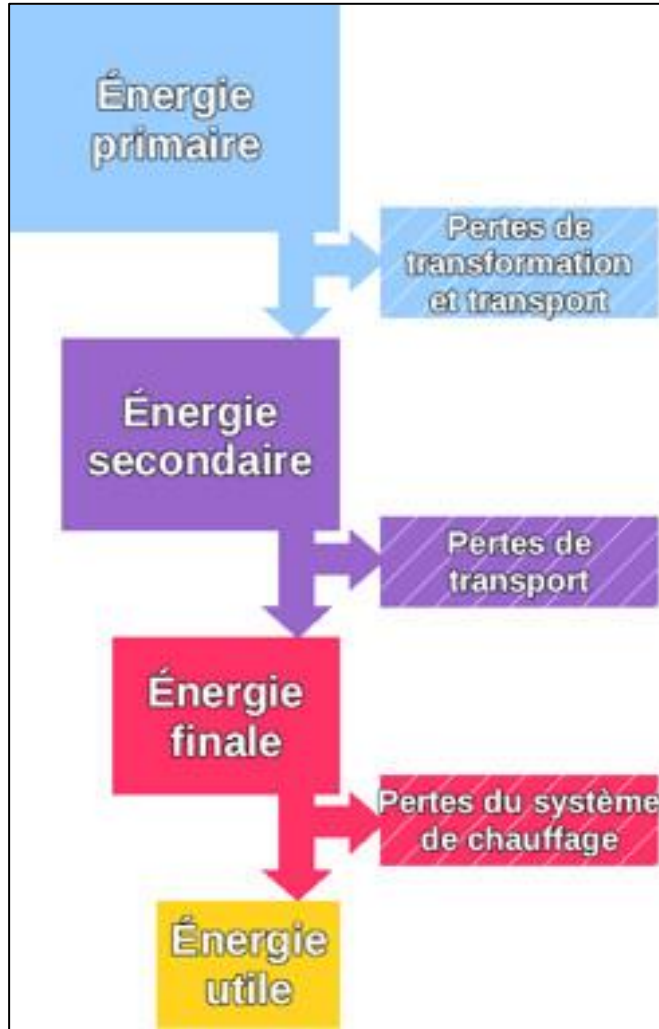 Énergie
primaire
Pertes de
transformation
et transport
Énergie
secondaire
Pertes de
transport
Énergie
finale
Pertes du système
de chauffage
Énergie
utile